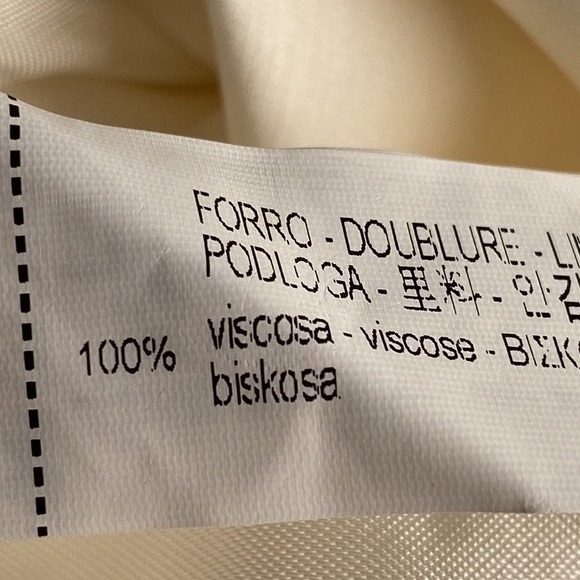 FORRO - DOUBLURE -
PODLOGA - 里料 - 안감
100% viscosa - viscose -
biskosa